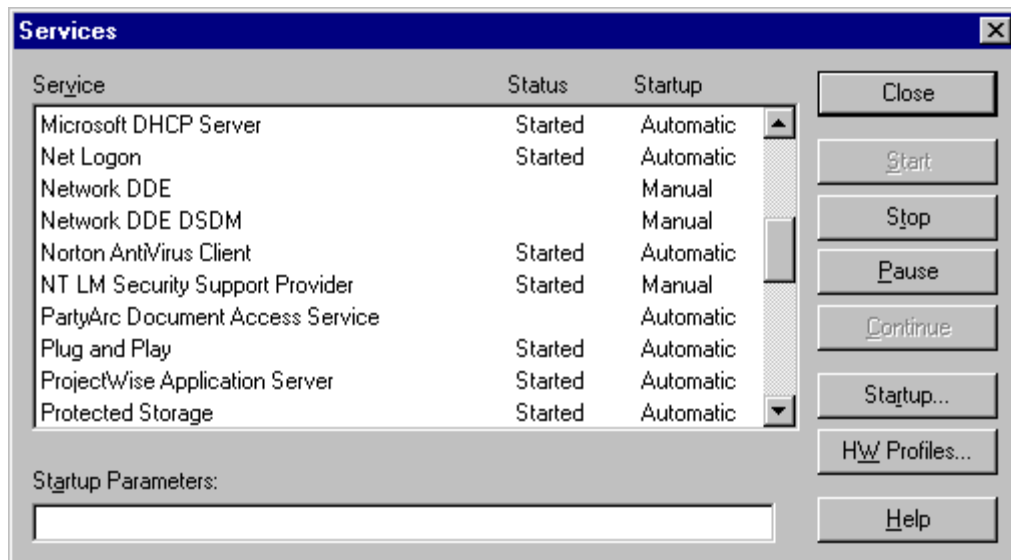 Services
Service Status Startup
Microsoft DHCP Server Started Automatic
Net Logon Started Automatic
Network DDE Manual
Network DDE DSDM Manual
Norton AntiVirus Client Started Automatic
NT LM Security Support Provider Started Manual
PartyArc Document Access Service Automatic
Plug and Play Started Automatic
ProjectWise Application Server Started Automatic
Protected Storage Started Automatic
Startup Parameters:
Close
Start
Stop
Pause
Continue
Startup...
HW Profiles...
Help